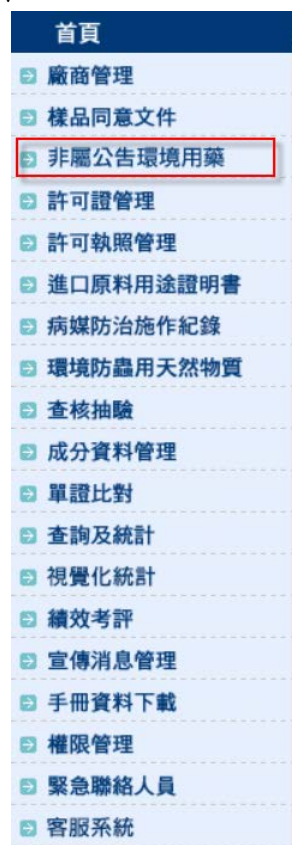 首頁
廠商管理
樣品同意文件
非屬公告環境用藥
許可證管理
許可執照管理
進口原料用途證明書
病媒防治施作紀錄
環境防蟲用天然物質
查核抽驗
成分資料管理
單證比對
查詢及統計
視覺化統計
績效考評
宣傳消息管理
手冊資料下載
權限管理
緊急聯絡人員
客服系統